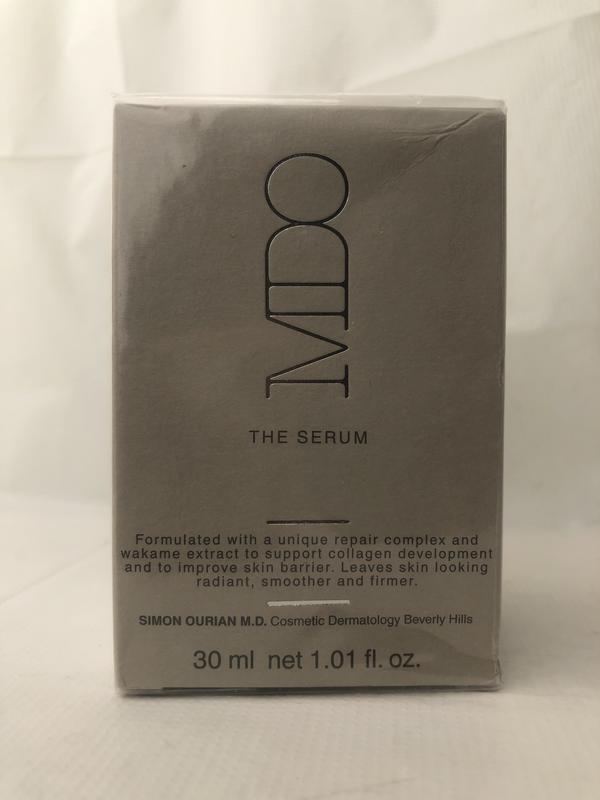 MIDO
THE SERUM
Formulated with a unique repair complex and
wakame extract to support collagen development
and to improve skin barrier. Leaves skin looking
radiant, smoother and firmer.
SIMON OURIAN M.D. Cosmetic Dermatology Beverly Hills
30 ml net 1.01 fl. oz.